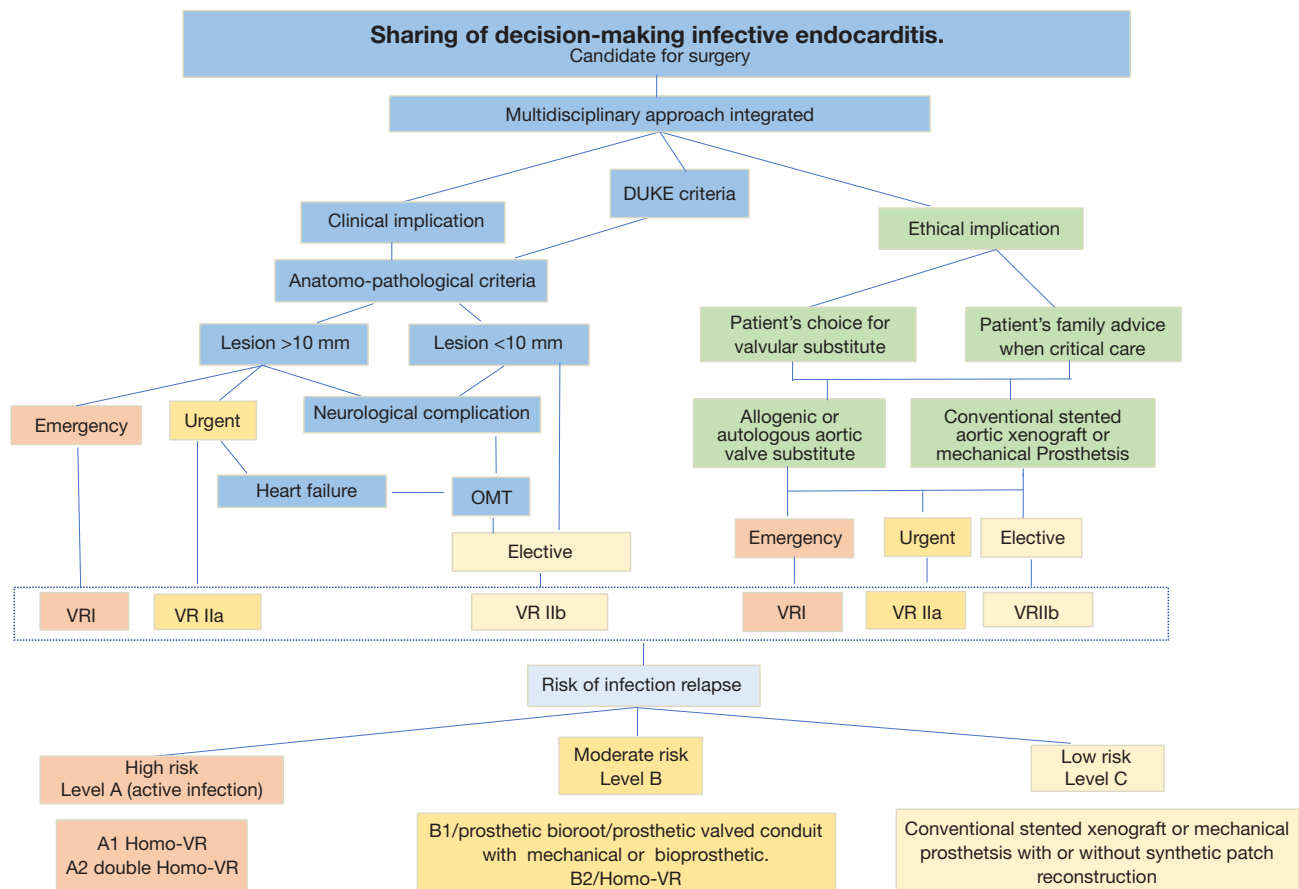 Sharing of decision-making infective endocarditis.
Candidate for surgery
Multidisciplinary approach integrated
DUKE criteria
Clinical implication
Ethical implication
Anatomo-pathological criteria
Patient's choice for
valvular substitute
Patient's family advice
when critical care
Lesion >10 mm
Lesion <10 mm
Emergency
Urgent
Neurological complication
Allogenic or
autologous aortic
valve substitute
Conventional stented
aortic xenograft or
mechanical Prosthetsis
Heart failure
OMT
Elective
Emergency
Urgent
Elective
VRI
VR IIa
VR IIb
VRI
VR IIa
VRIIb
Risk of infection relapse
High risk
Level A (active infection)
Moderate risk
Level B
Low risk
Level C
A1 Homo-VR
A2 double Homo-VR
B1/prosthetic bioroot/prosthetic valved conduit
with mechanical or bioprosthetic.
B2/Homo-VR
Conventional stented xenograft or mechanical
prosthetsis with or without synthetic patch
reconstruction